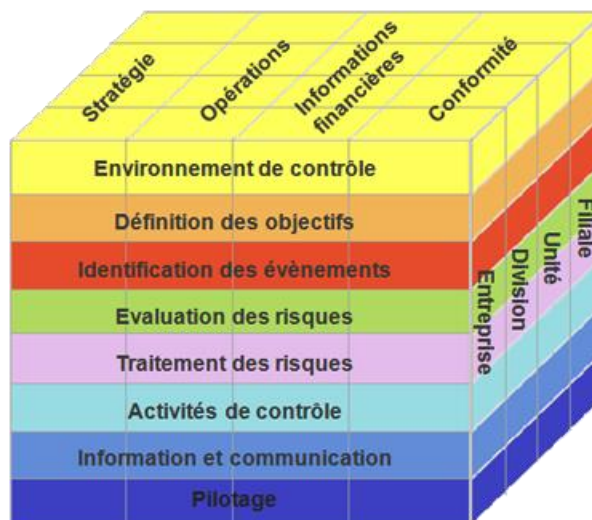 Stratégie
Opérations
Informations
financières
Conformité
Environnement de contrôle
Définition des objectifs
Identification des évènements
Evaluation des risques
Traitement des risques
Activités de contrôle
Information et communication
Pilotage
Entreprise
Division
Unité
Filiale